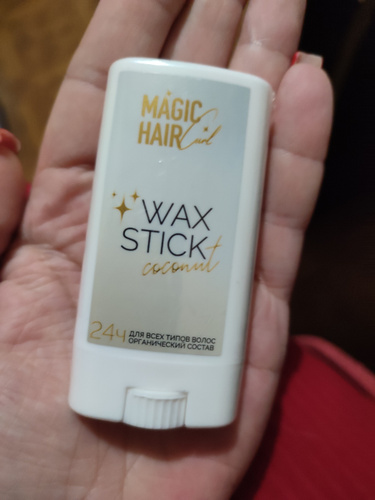 MAGIC
HAIR Curl
WAX
STICK
coconut
24ч ДЛЯ ВСЕХ ТИПОВ ВОЛОС
ОРГАНИЧЕСКИЙ СОСТАВ